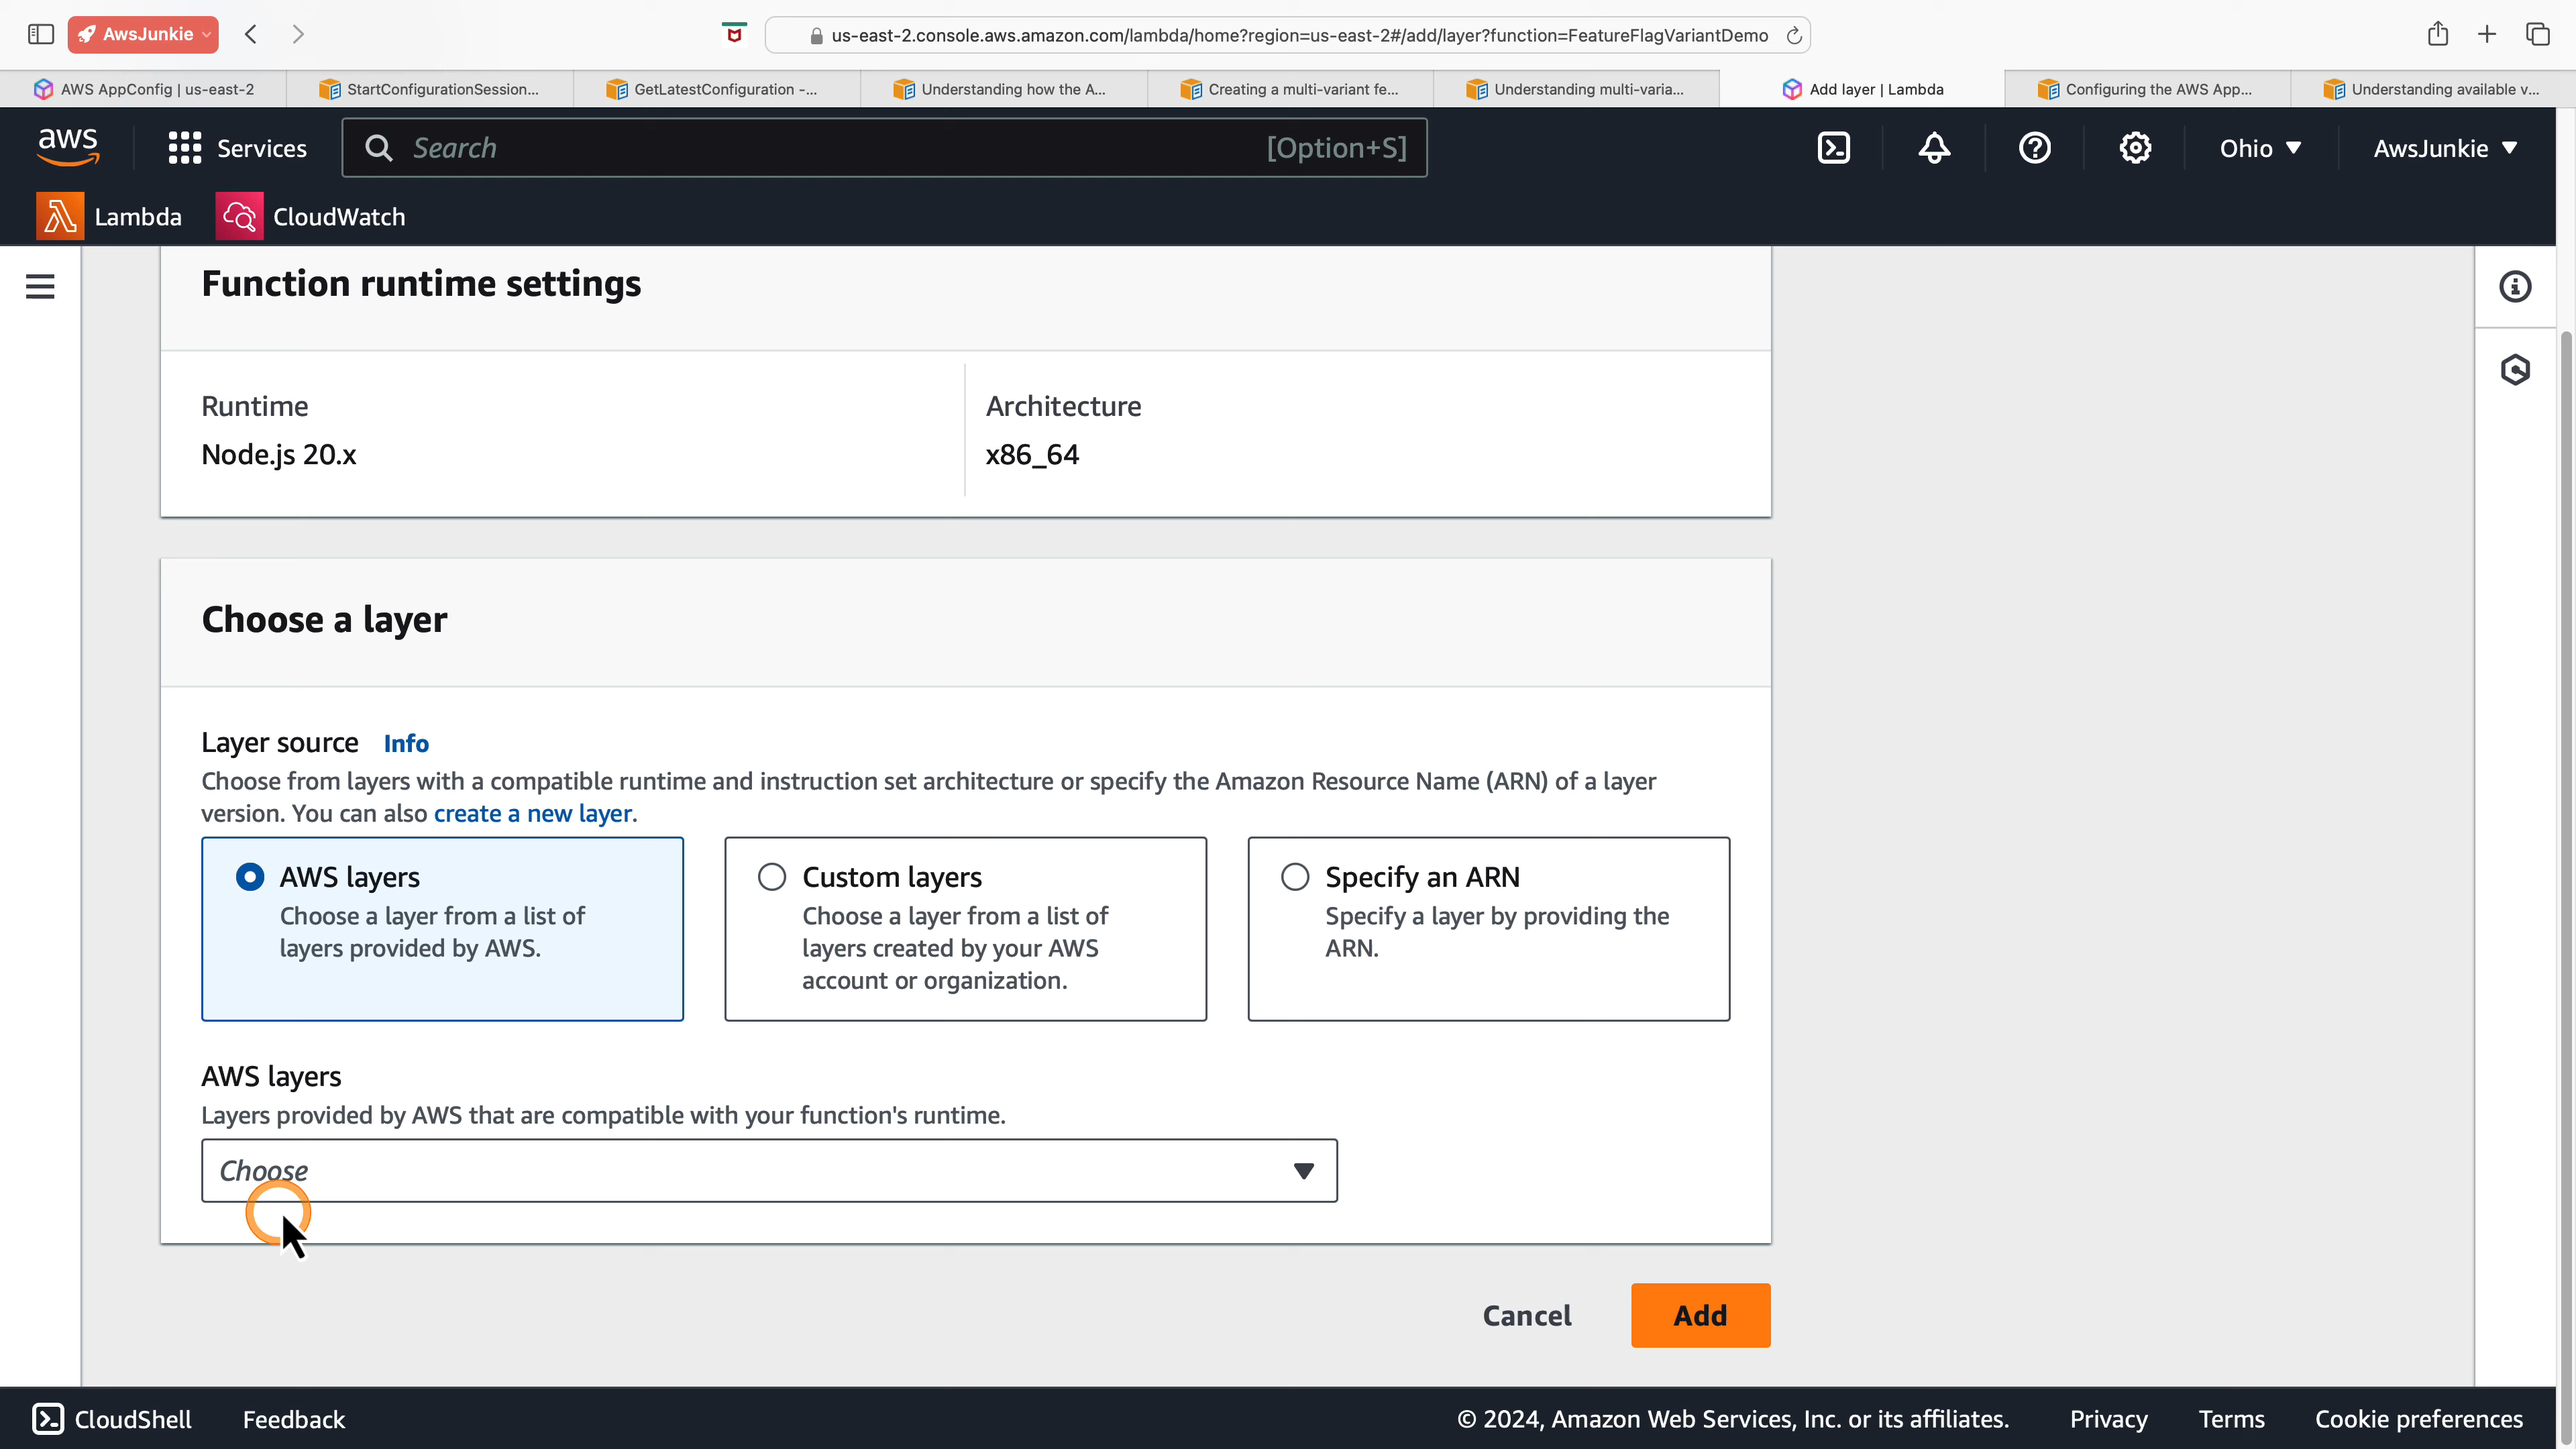 AwsJunkie
us-east-2.console.aws.amazon.com/lambda/home?region=us-east-2#/add/layer?function=FeatureFlagVariantDemo
AWS AppConfig | us-east-2
StartConfigurationSession...
GetLatestConfiguration -...
Understanding how the A...
Creating a multi-variant fe...
Understanding multi-varia...
Add layer | Lambda
Configuring the AWS App...
Understanding available v...
aws
Services
Search
[Option+S]
Ohio
AwsJunkie
Lambda
CloudWatch
Function runtime settings
Runtime
Node.js 20.x
Architecture
x86_64
Choose a layer
Layer source Info
Choose from layers with a compatible runtime and instruction set architecture or specify the Amazon Resource Name (ARN) of a layer
version. You can also create a new layer.
AWS layers
Choose a layer from a list of
layers provided by AWS.
Custom layers
Choose a layer from a list of
layers created by your AWS
account or organization.
Specify an ARN
Specify a layer by providing the
ARN.
AWS layers
Layers provided by AWS that are compatible with your function's runtime.
Choose
Cancel
Add
CloudShell
Feedback
© 2024, Amazon Web Services, Inc. or its affiliates.
Privacy
Terms
Cookie preferences